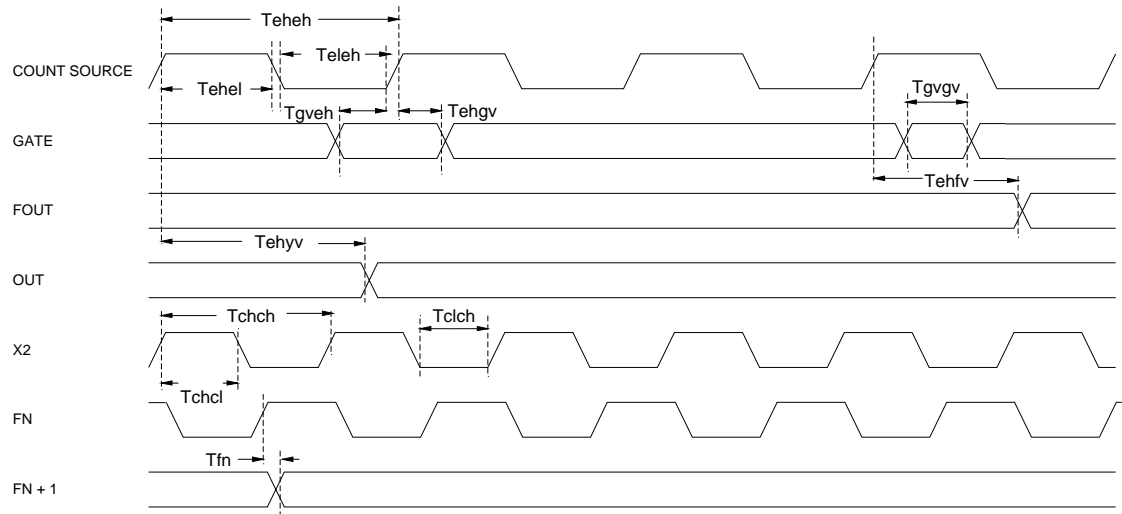 Teheh
COUNT SOURCE
Teleh
Tehel
Tgveh
Tehgv
Tgvgv
GATE
Tehfv
FOUT
Tehyv
OUT
Tchch
Tclch
X2
Tchcl
FN
Tfn
FN + 1